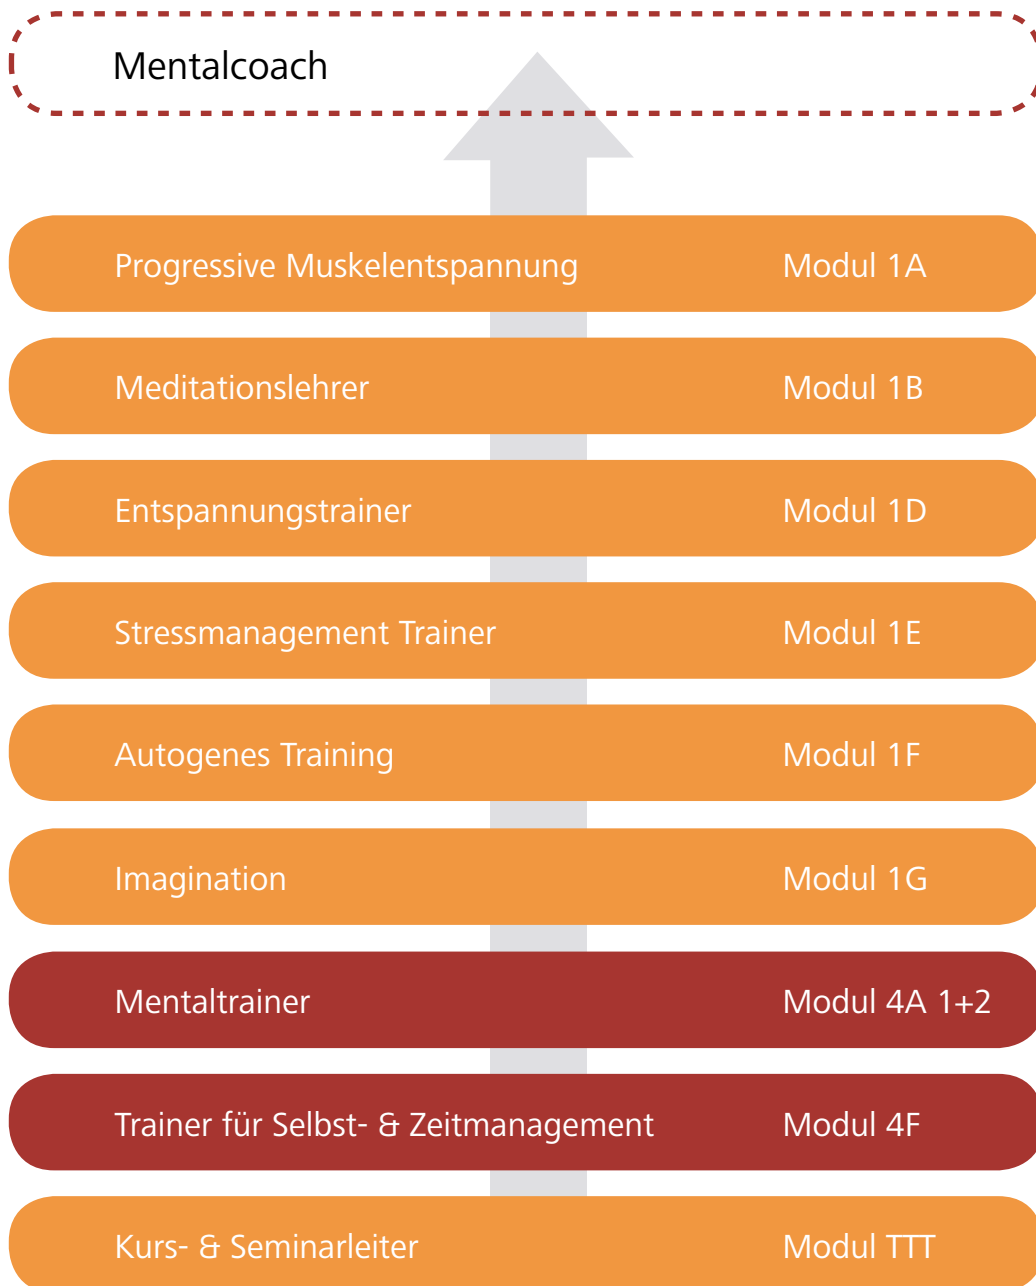 Mentalcoach
Progressive Muskelentspannung Modul 1A
Meditationslehrer Modul 1B
Entspannungstrainer Modul 1D
Stressmanagement Trainer Modul 1E
Autogenes Training Modul 1F
Imagination Modul 1G
Mentaltrainer Modul 4A 1+2
Trainer für Selbst- & Zeitmanagement Modul 4F
Kurs- & Seminarleiter Modul TTT